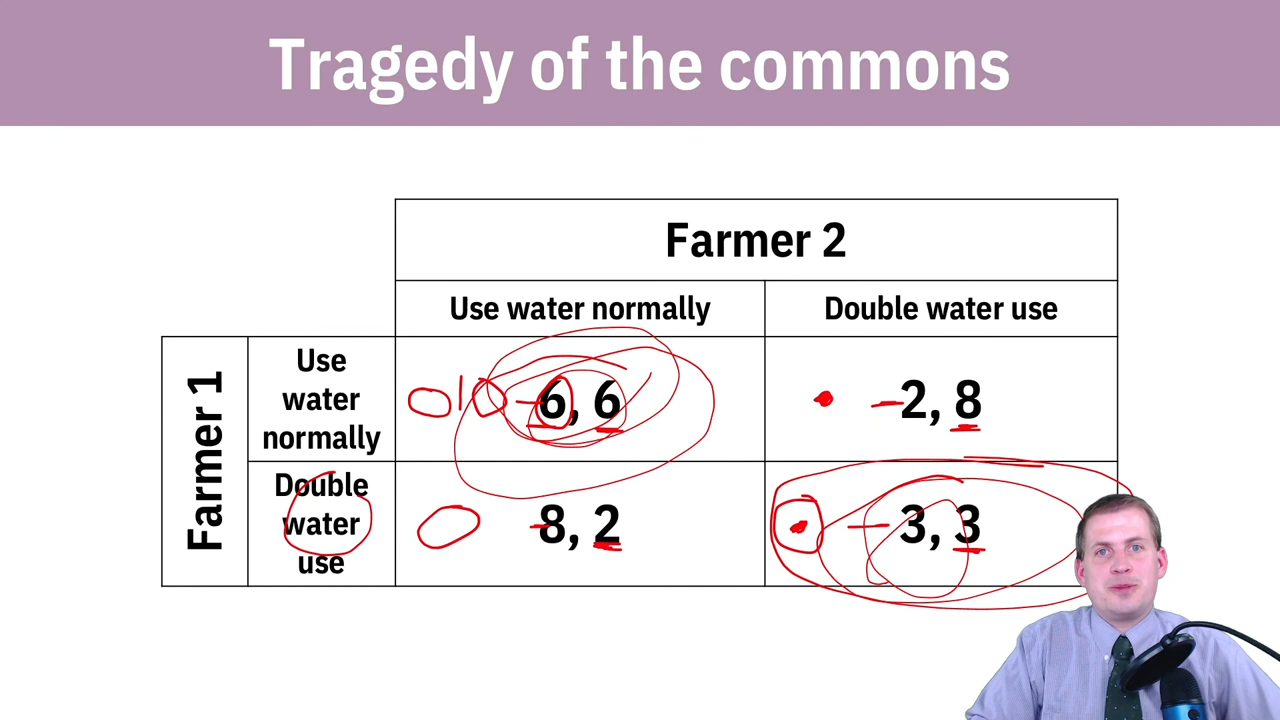 Tragedy of the commons
Farmer 2
Use water normally
Double water use
Farmer 1
Use
water
normally
6, 6
2, 8
Double
water
use
8, 2
3, 3